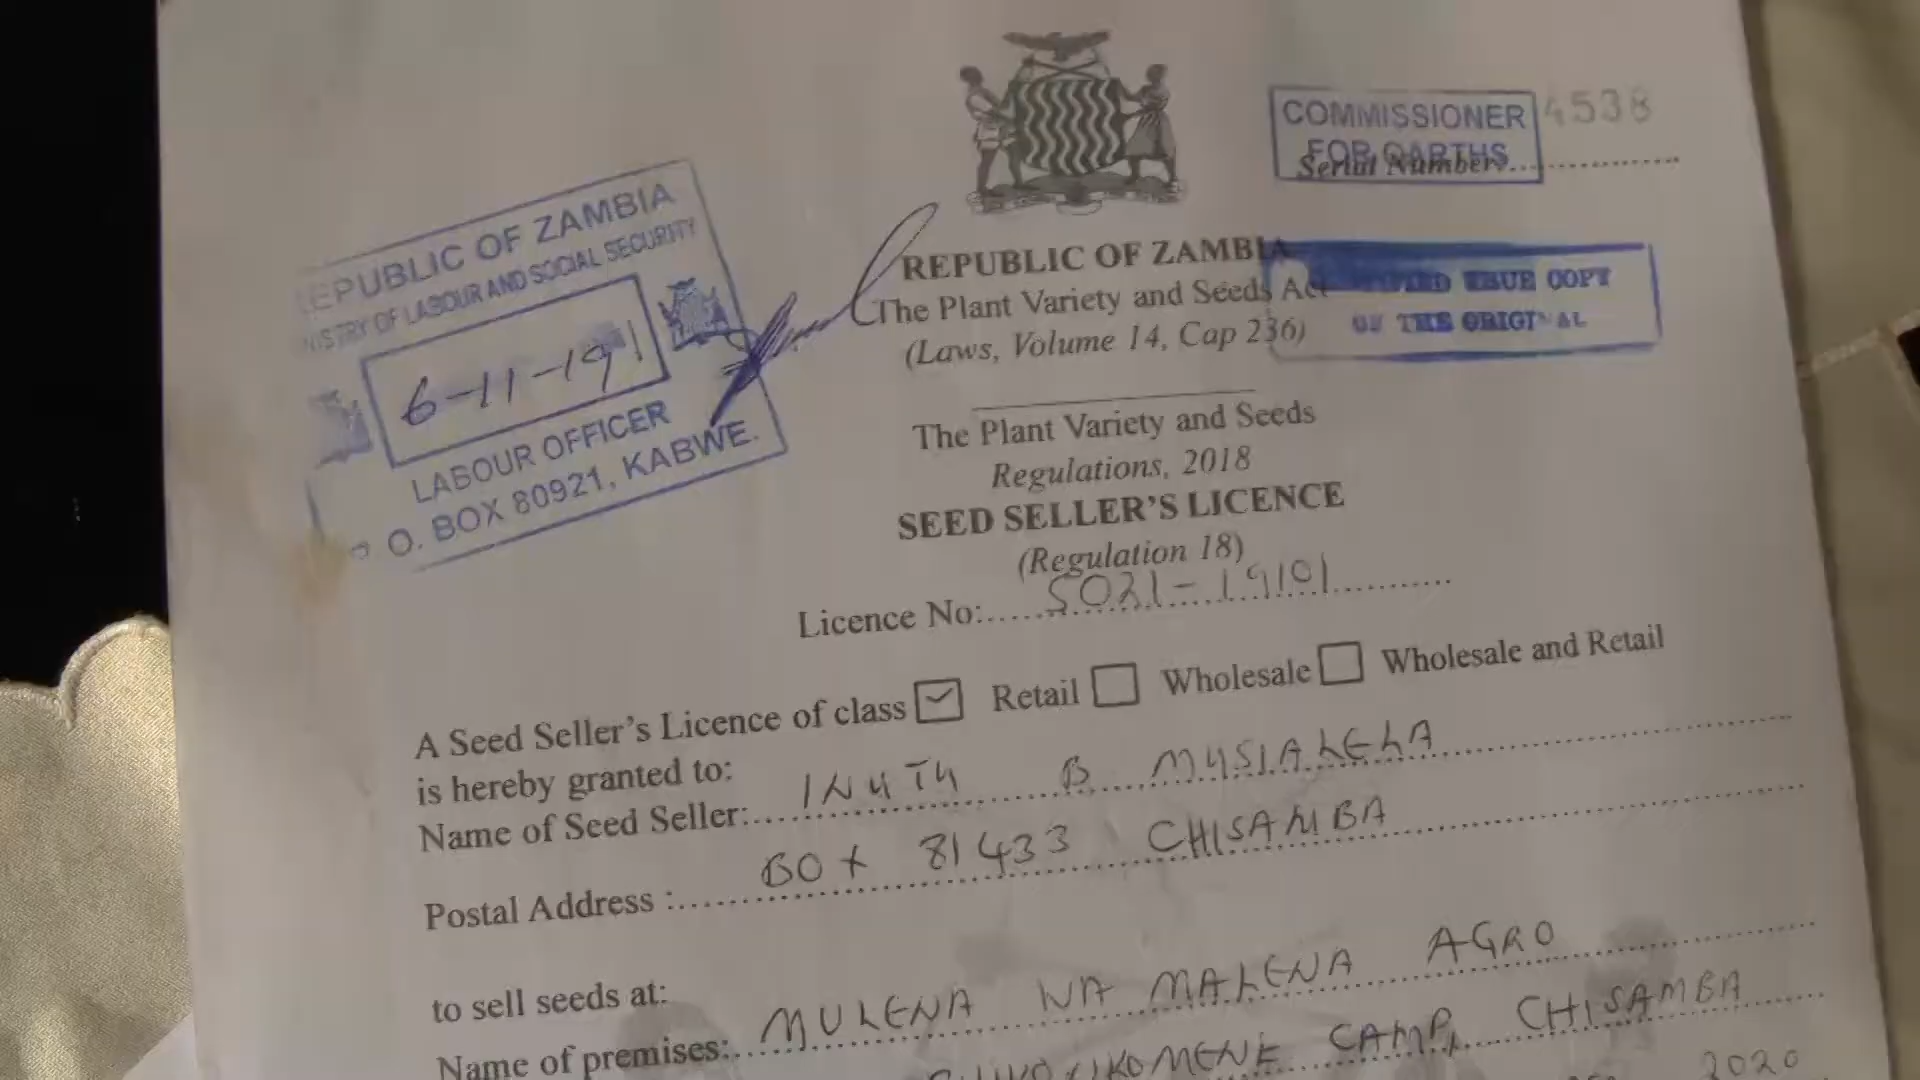 COMMISSIONER
FOR OARTHS
4538
Serial Number
REPUBLIC OF ZAMBIA
MINISTRY OF LABOUR AND SOCIAL SECURITY
6-11-19
LABOUR OFFICER
P O. BOX 80921, KABWE.
REPUBLIC OF ZAMBIA
The Plant Variety and Seeds Act
(Laws, Volume 14, Cap 236)
TRUE COPY
OF THE ORIGINAL
The Plant Variety and Seeds
Regulations, 2018
SEED SELLER'S LICENCE
(Regulation 18)
Licence No: 5021-19101
A Seed Seller's Licence of class Retail Wholesale Wholesale and Retail
is hereby granted to:
Name of Seed Seller: INUTU B MUSIALELA
Postal Address : BOX 81433 CHISAMBA
to sell seeds at:
Name of premises: MULENA WA MALENA AGRO
CAMP, CHISAMBA
2020